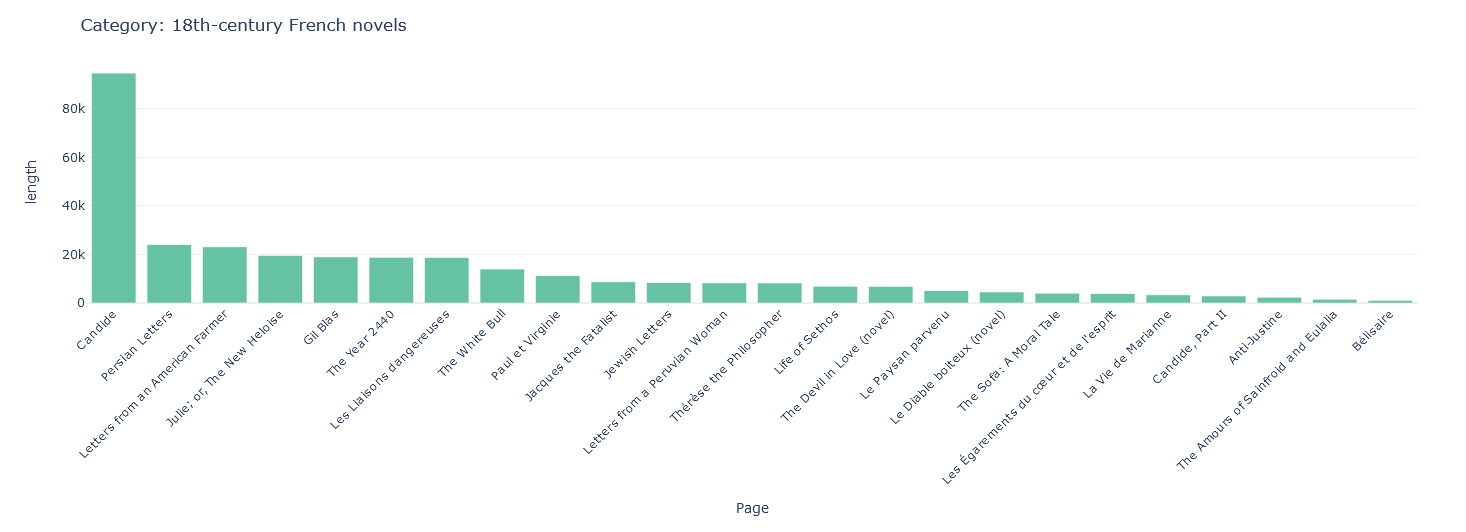 Category: 18th-century French novels
length
80k
60k
40k
20k
0
Candide
Persian Letters
Letters from an American Farmer
Julie; or, The New Heloise
Gil Blas
The Year 2440
Les Liaisons dangereuses
The White Bull
Paul et Virginie
Jacques the Fatalist
Jewish Letters
Letters from a Peruvian Woman
Thérèse the Philosopher
Life of Sethos
The Devil in Love (novel)
Le Paysan parvenu
Le Diable boiteux (novel)
The Sofa: A Moral Tale
Les Égarements du cœur et de l'esprit
La Vie de Marianne
Candide, Part II
Anti-Justine
The Amours of Sainfroid and Eulalia
Bélisaire
Page